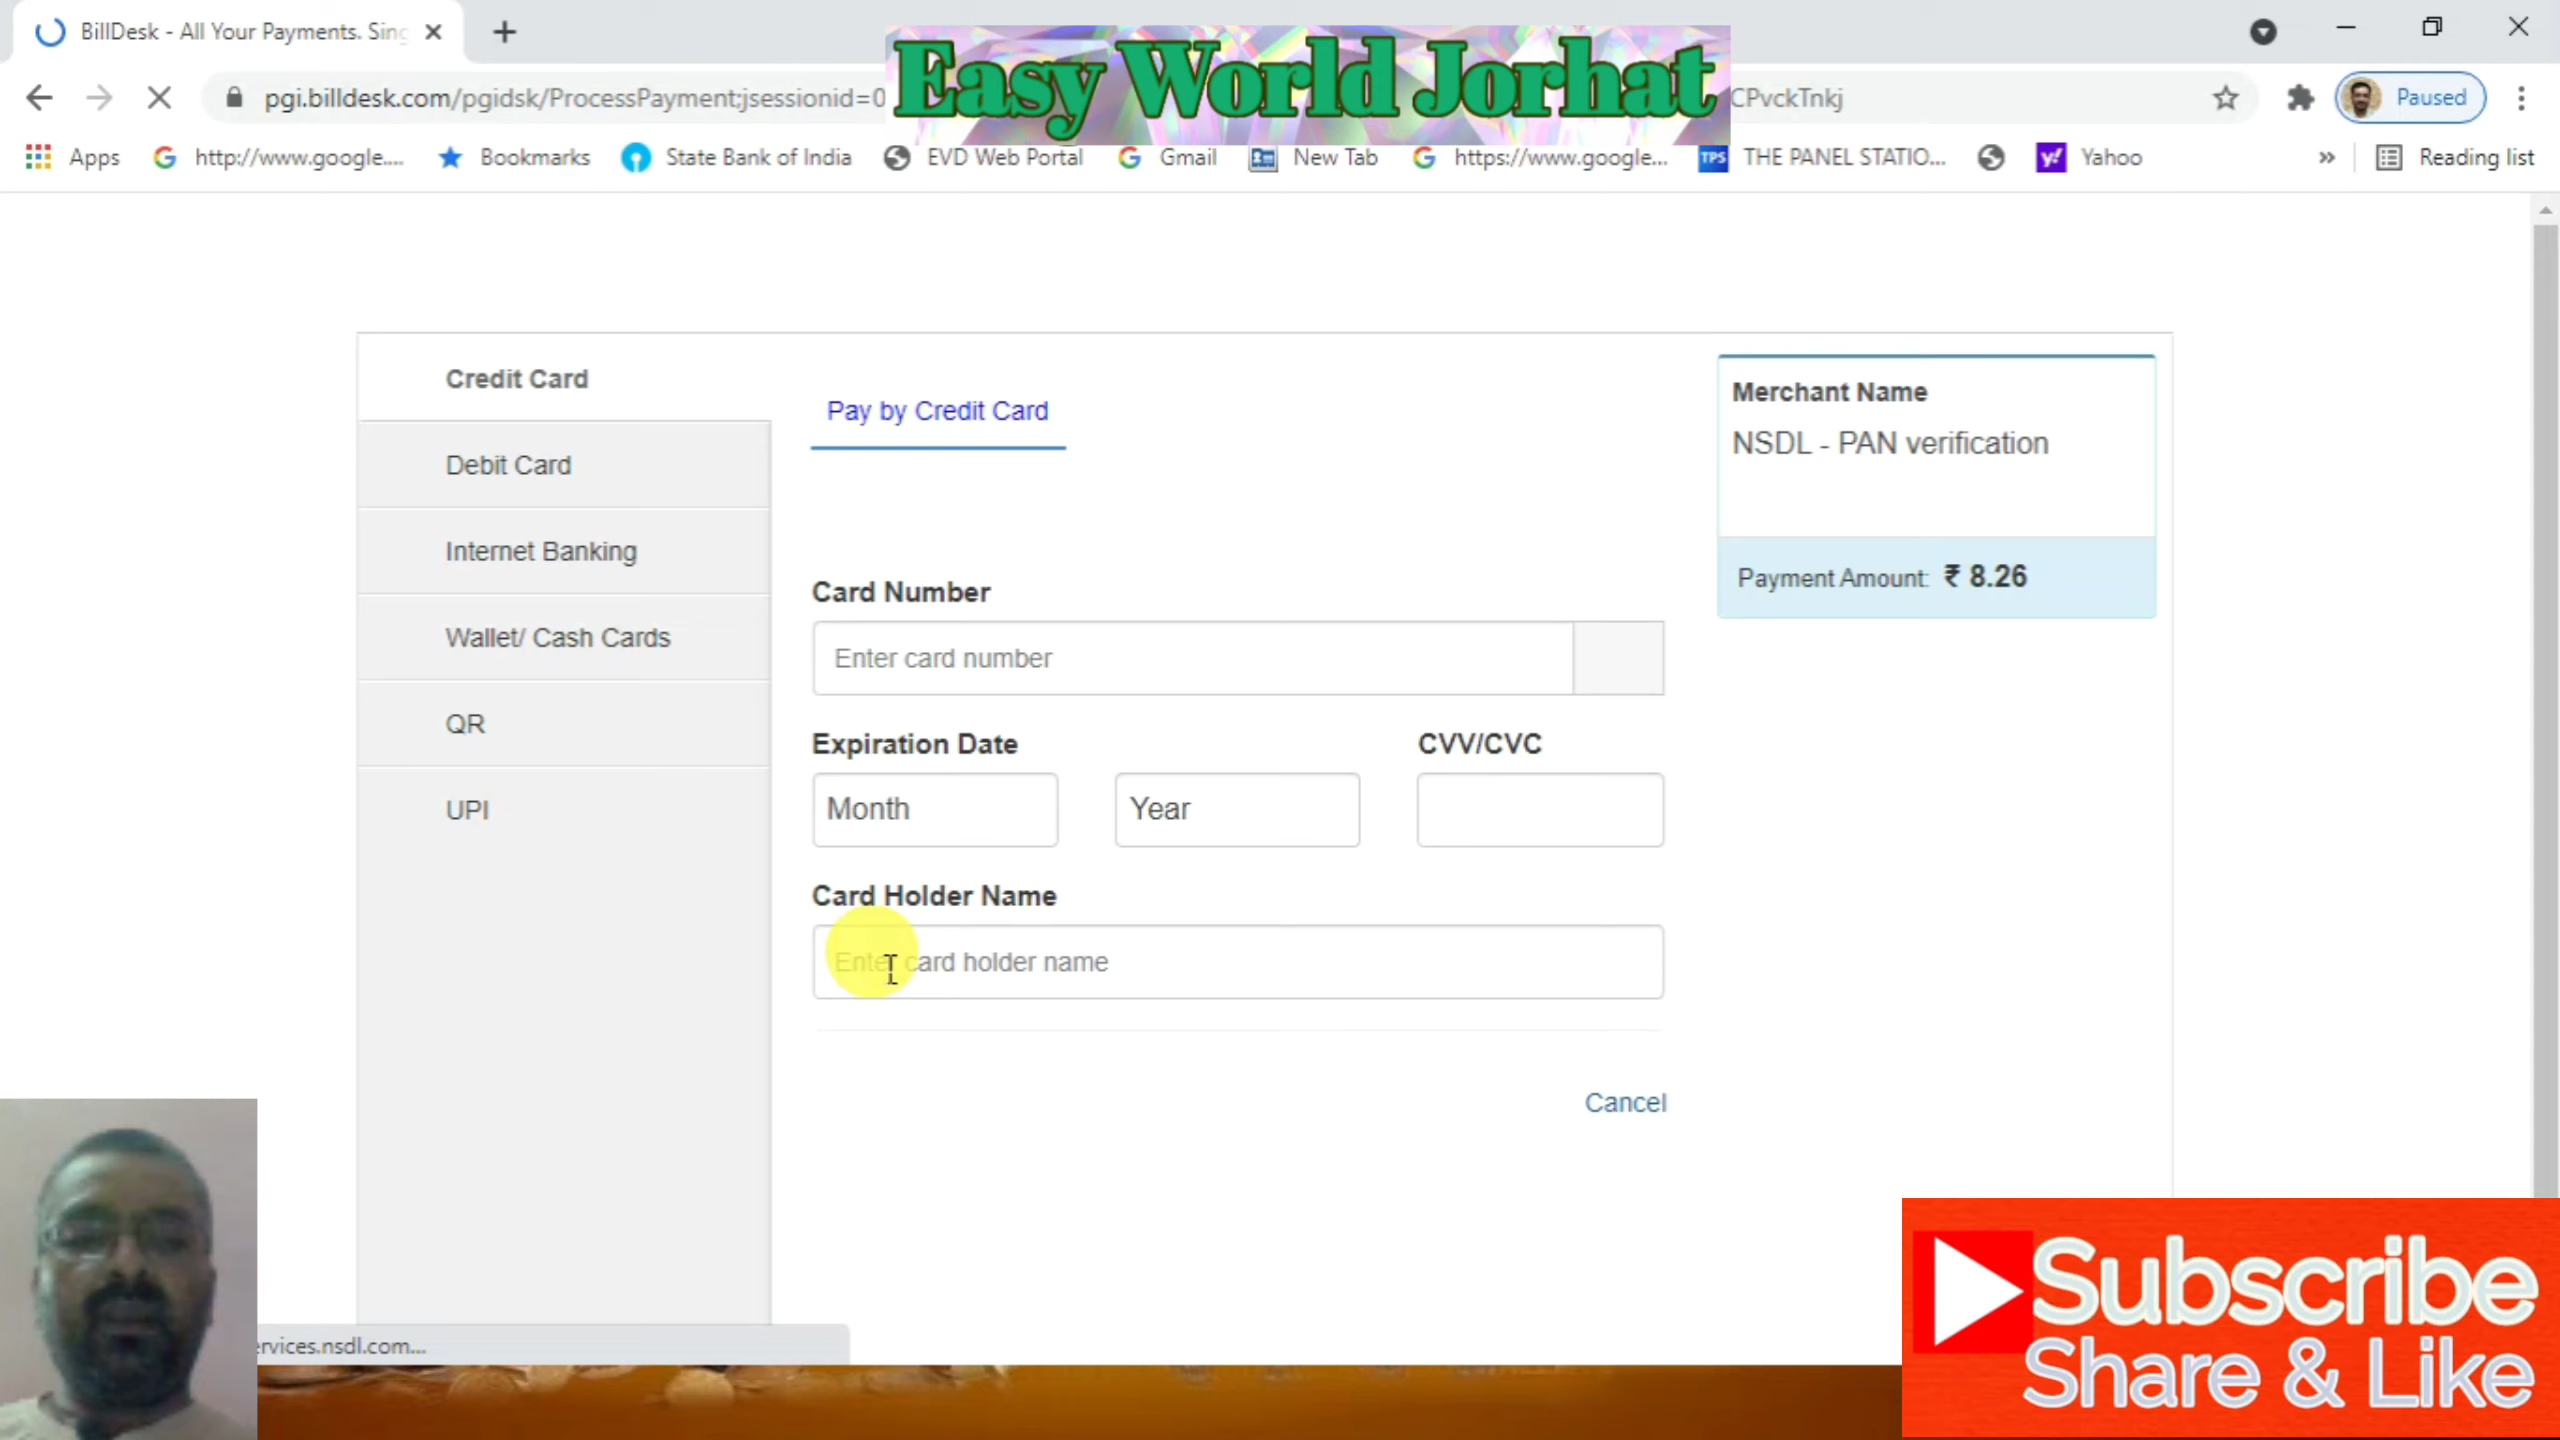 BillDesk - All Your Payments. Sing
Easy World Jorhat
pgi.billdesk.com/pgidsk/ProcessPayment;jsessionid=0
CPvckTnkj
Paused
Apps
http://www.google....
Bookmarks
State Bank of India
EVD Web Portal
Gmail
New Tab
https://www.google...
TPS
THE PANEL STATIO...
y!
Yahoo
»
Reading list
Credit Card
Debit Card
Internet Banking
Wallet/ Cash Cards
QR
UPI
Pay by Credit Card
Card Number
Enter card number
Expiration Date
CVV/CVC
Month
Year
Card Holder Name
Enter card holder name
Cancel
Merchant Name
NSDL - PAN verification
Payment Amount: ₹ 8.26
ervices.nsdl.com...
Subscribe
Share & Like